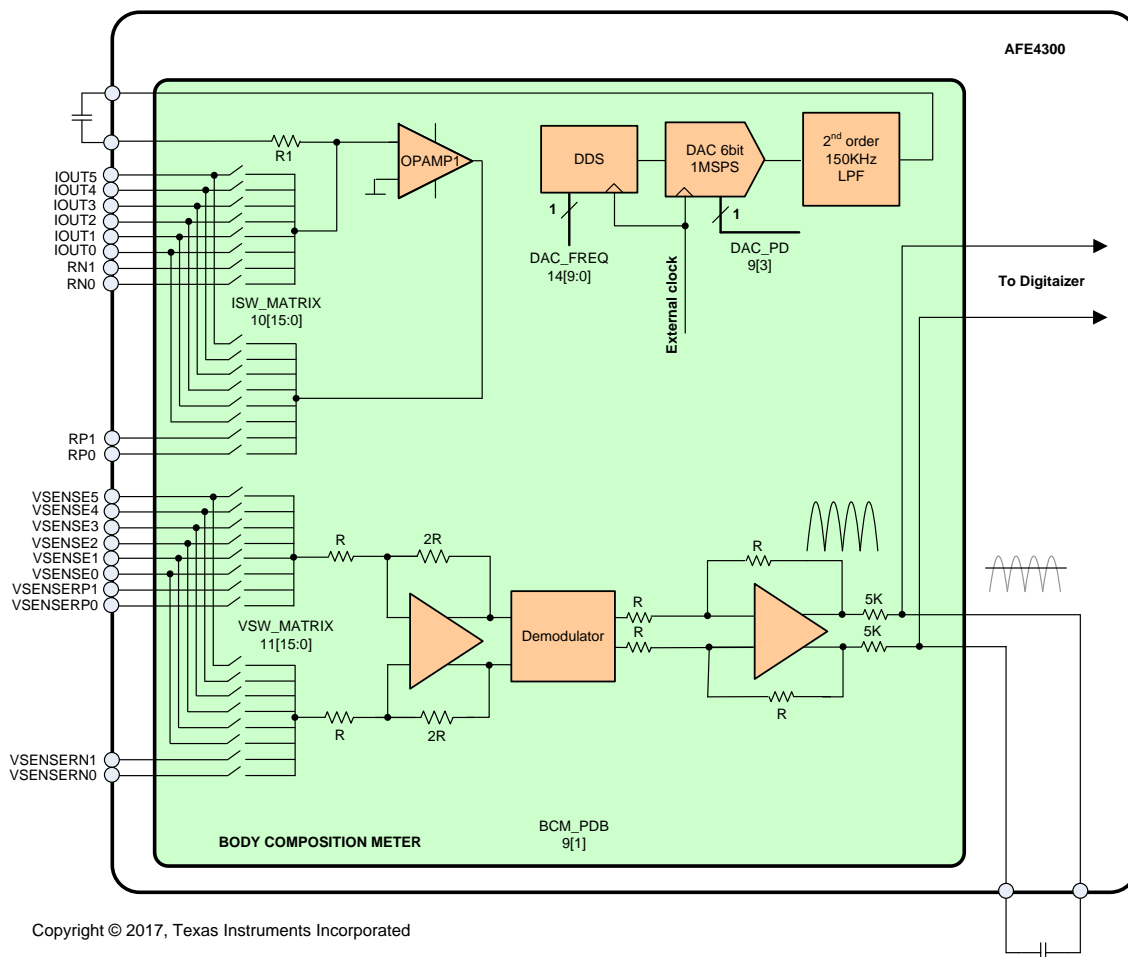 AFE4300
R1
OPAMP1
DDS
DAC 6bit
1MSPS
2nd order
150KHz
LPF
IOUT5
IOUT4
IOUT3
IOUT2
IOUT1
IOUT0
RN1
RN0
1
1
DAC_FREQ
14[9:0]
DAC_PD
9[3]
External clock
To Digitaizer
ISW_MATRIX
10[15:0]
RP1
RP0
VSENSE5
VSENSE4
VSENSE3
VSENSE2
VSENSE1
VSENSE0
VSENSERP1
VSENSERP0
R
2R
R
5K
VSW_MATRIX
11[15:0]
Demodulator
R
R
5K
R
2R
R
VSENSERN1
VSENSERN0
BCM_PDB
9[1]
BODY COMPOSITION METER
Copyright © 2017, Texas Instruments Incorporated